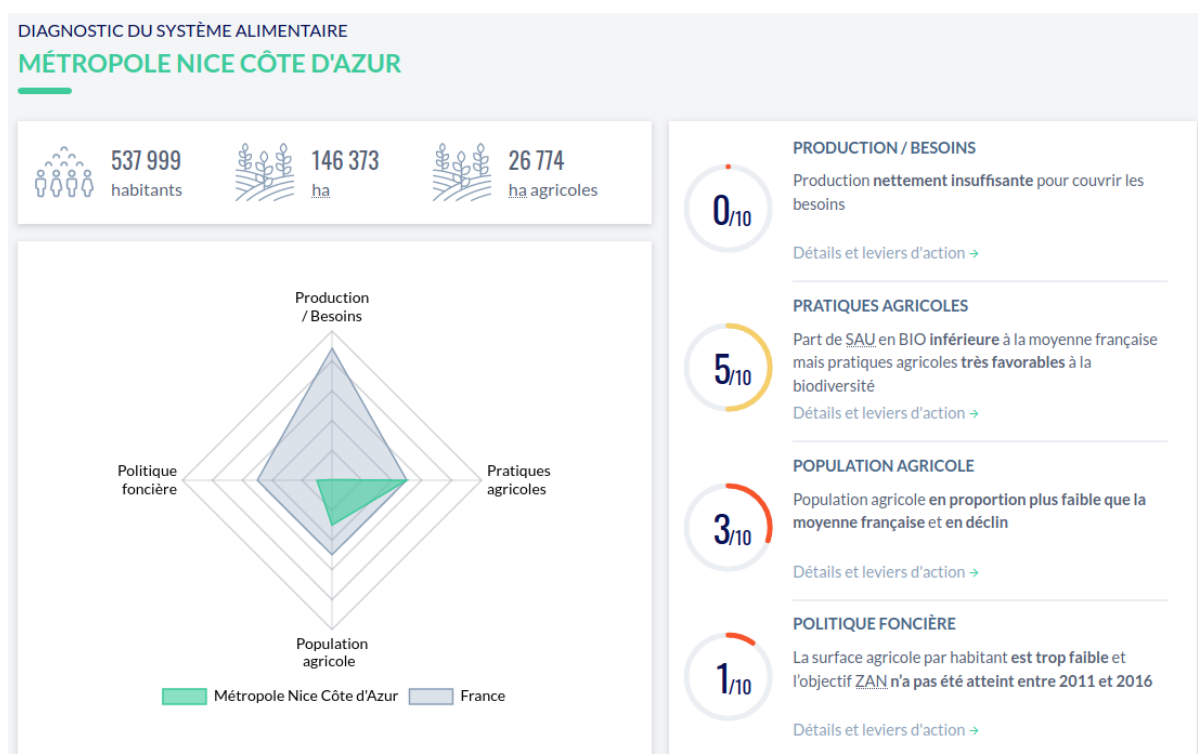 DIAGNOSTIC DU SYSTÈME ALIMENTAIRE
MÉTROPOLE NICE CÔTE D'AZUR
537 999
habitants
146 373
ha
26 774
ha agricoles
Production
/ Besoins
Politique
foncière
Pratiques
agricoles
Population
agricole
Métropole Nice Côte d'Azur
France
0/10
PRODUCTION / BESOINS
Production nettement insuffisante pour couvrir les
besoins
Détails et leviers d'action →
5/10
PRATIQUES AGRICOLES
Part de SAU en BIO inférieure à la moyenne française
mais pratiques agricoles très favorables à la
biodiversité
Détails et leviers d'action →
3/10
POPULATION AGRICOLE
Population agricole en proportion plus faible que la
moyenne française et en déclin
Détails et leviers d'action →
1/10
POLITIQUE FONCIÈRE
La surface agricole par habitant est trop faible et
l’objectif ZAN n’a pas été atteint entre 2011 et 2016
Détails et leviers d'action →